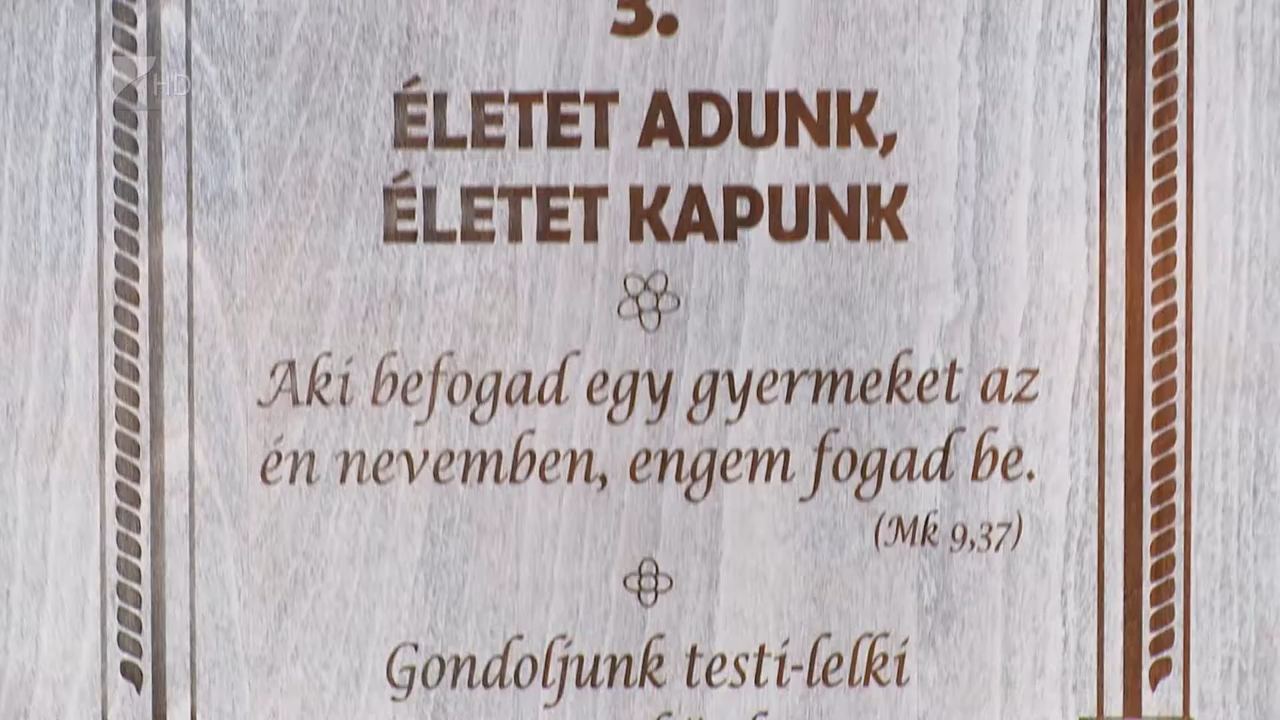 3.
HD
ÉLETET ADUNK,
ÉLETET KAPUNK
Aki befogad egy gyermeket az
én nevemben, engem fogad be.
(Mk 9,37)
Gondoljunk testi-lelki